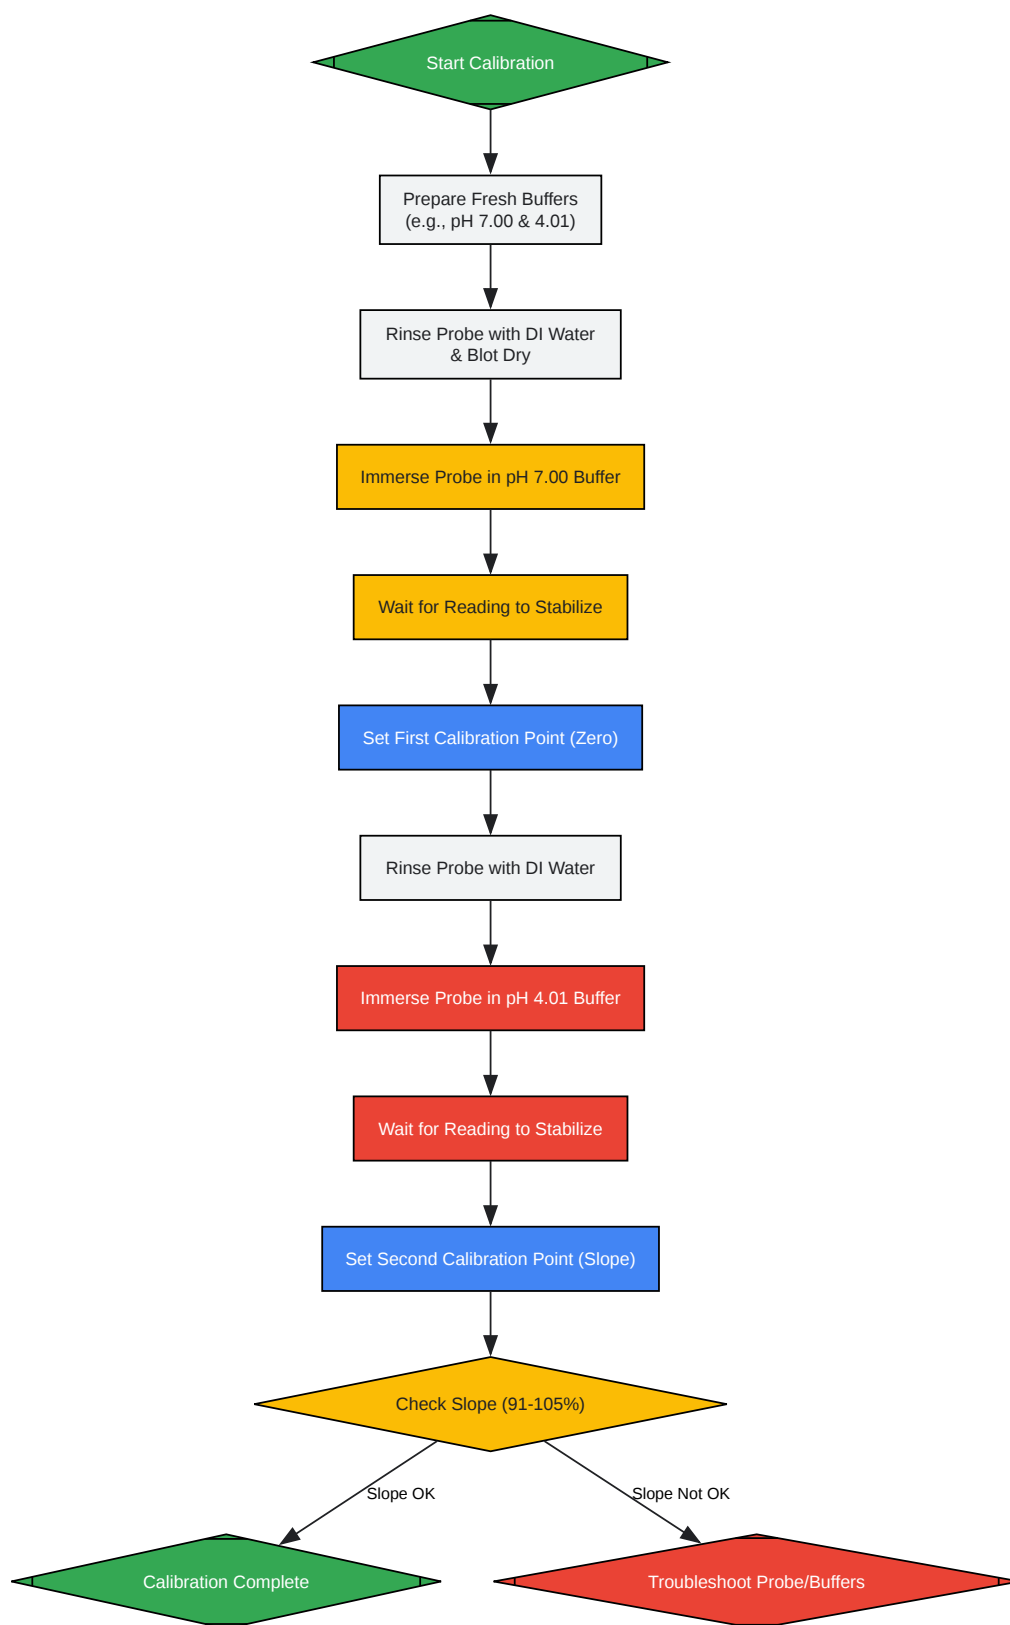 Start Calibration
Prepare Fresh Buffers
(e.g., pH 7.00 & 4.01)
Rinse Probe with DI Water
& Blot Dry
Immerse Probe in pH 7.00 Buffer
Wait for Reading to Stabilize
Set First Calibration Point (Zero)
Rinse Probe with DI Water
Immerse Probe in pH 4.01 Buffer
Wait for Reading to Stabilize
Set Second Calibration Point (Slope)
Check Slope (91-105%)
Slope OK
Slope Not OK
Calibration Complete
Troubleshoot Probe/Buffers